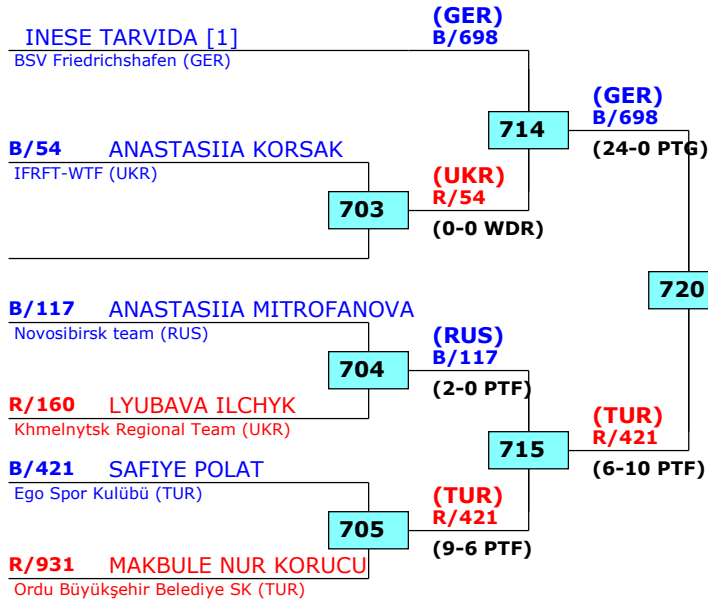 INESE TARVIDA [1]
BSV Friedrichshafen (GER)
(GER)
B/698
714
(GER)
B/698
(24-0 PTG)
B/54 ANASTASIIA KORSAK
IFRFT-WTF (UKR)
703
(UKR)
R/54
(0-0 WDR)
720
B/117 ANASTASIIA MITROFANOVA
Novosibirsk team (RUS)
704
(RUS)
B/117
(2-0 PTF)
R/160 LYUBAVA ILCHYK
Khmelnytsk Regional Team (UKR)
715
(TUR)
R/421
(6-10 PTF)
B/421 SAFIYE POLAT
Ego Spor Kulübü (TUR)
705
(TUR)
R/421
(9-6 PTF)
R/931 MAKBULE NUR KORUCU
Ordu Büyükşehir Belediye SK (TUR)